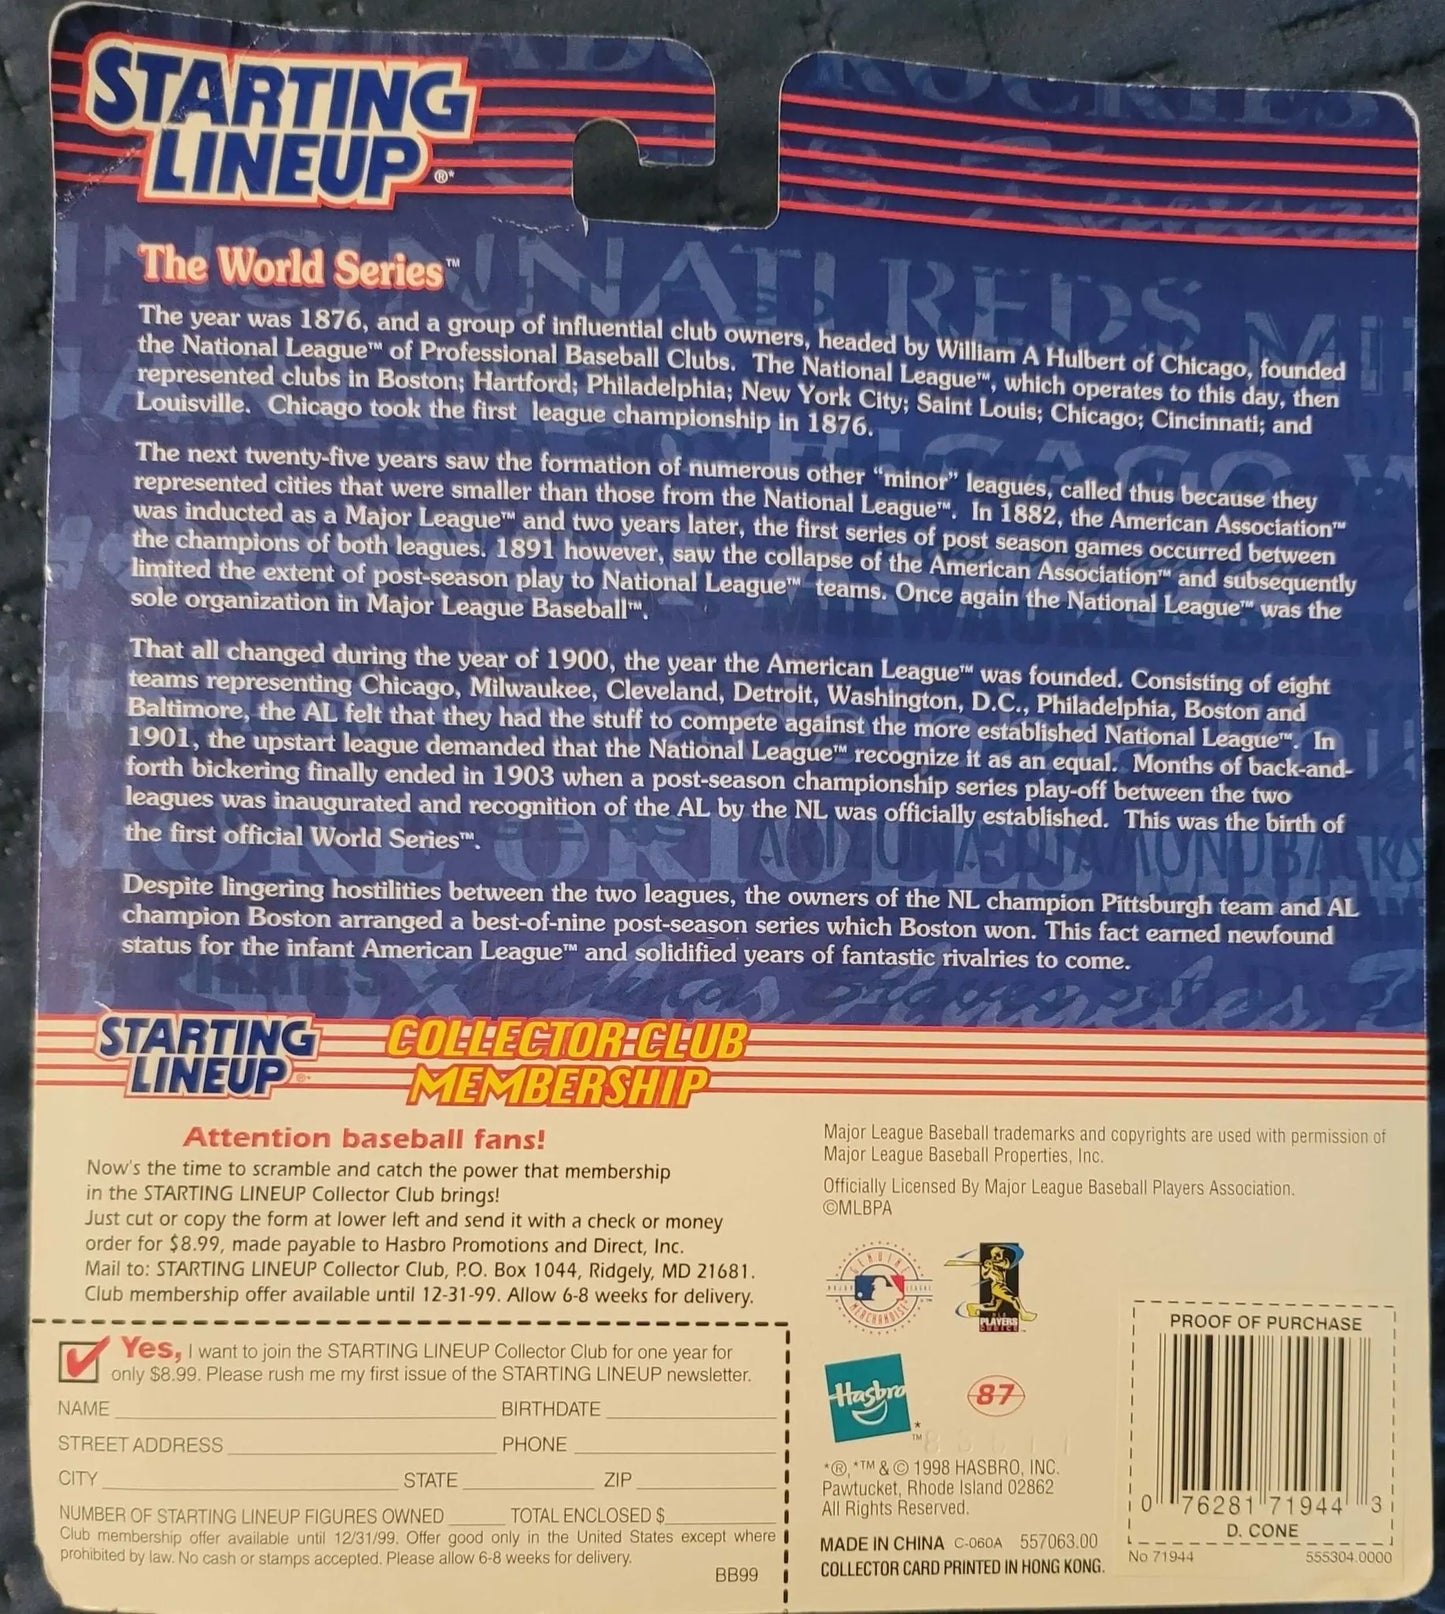 STARTING
LINEUP®*
The World Series™
The year was 1876, and a group of influential club owners, headed by William A Hulbert of Chicago, founded
the National League™ of Professional Baseball Clubs. The National League™, which operates to this day, then
represented clubs in Boston; Hartford; Philadelphia; New York City; Saint Louis; Chicago; Cincinnati; and
Louisville. Chicago took the first league championship in 1876.
The next twenty-five years saw the formation of numerous other “minor” leagues, called thus because they
represented cities that were smaller than those from the National League™. In 1882, the American Association™
was inducted as a Major League™ and two years later, the first series of post season games occurred between
the champions of both leagues. 1891 however, saw the collapse of the American Association™ and subsequently
limited the extent of post-season play to National League™ teams. Once again the National League™ was the
sole organization in Major League Baseball™.
That all changed during the year of 1900, the year the American League™ was founded. Consisting of eight
teams representing Chicago, Milwaukee, Cleveland, Detroit, Washington, D.C., Philadelphia, Boston and
Baltimore, the AL felt that they had the stuff to compete against the more established National League™. In
1901, the upstart league demanded that the National League™ recognize it as an equal. Months of back-and-
forth bickering finally ended in 1903 when a post-season championship series play-off between the two
leagues was inaugurated and recognition of the AL by the NL was officially established. This was the birth of
the first official World Series™.
Despite lingering hostilities between the two leagues, the owners of the NL champion Pittsburgh team and AL
champion Boston arranged a best-of-nine post-season series which Boston won. This fact earned newfound
status for the infant American League™ and solidified years of fantastic rivalries to come.
STARTING
LINEUP
COLLECTOR CLUB
MEMBERSHIP
Attention baseball fans!
Now's the time to scramble and catch the power that membership
in the STARTING LINEUP Collector Club brings!
Just cut or copy the form at lower left and send it with a check or money
order for $8.99, made payable to Hasbro Promotions and Direct, Inc.
Mail to: STARTING LINEUP Collector Club, P.O. Box 1044, Ridgely, MD 21681.
Club membership offer available until 12-31-99. Allow 6-8 weeks for delivery.
Yes, I want to join the STARTING LINEUP Collector Club for one year for
only $8.99. Please rush me my first issue of the STARTING LINEUP newsletter.
NAME BIRTHDATE
STREET ADDRESS PHONE
CITY STATE ZIP
NUMBER OF STARTING LINEUP FIGURES OWNED TOTAL ENCLOSED $
Club membership offer available until 12/31/99. Offer good only in the United States except where
prohibited by law. No cash or stamps accepted. Please allow 6-8 weeks for delivery.
BB99
Major League Baseball trademarks and copyrights are used with permission of
Major League Baseball Properties, Inc.
Officially Licensed By Major League Baseball Players Association.
©MLBPA
GENUINE
MAJOR LEAGUE
MERCHANDISE
PLAYERS
CHOICE
Hasbro
87
*®,*™ & © 1998 HASBRO, INC.
Pawtucket, Rhode Island 02862
All Rights Reserved.
MADE IN CHINA C-060A 557063.00
COLLECTOR CARD PRINTED IN HONG KONG.
PROOF OF PURCHASE
0 76281 71944 3
D. CONE
No 71944 555304.0000